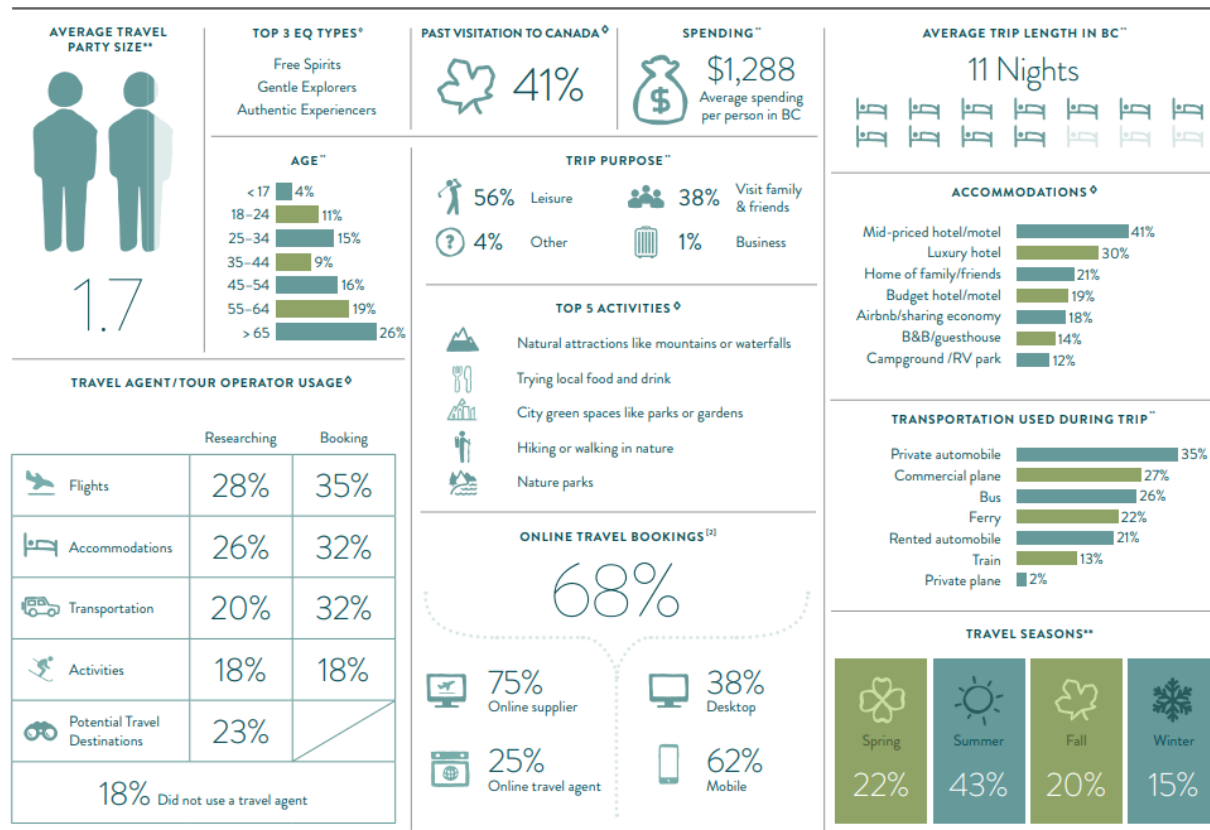 AVERAGE TRAVEL
PARTY SIZE**
1.7
TOP 3 EQ TYPES◊
Free Spirits
Gentle Explorers
Authentic Experiencers
PAST VISITATION TO CANADA◊
41%
SPENDING**
$
$1,288
Average spending
per person in BC
AVERAGE TRIP LENGTH IN BC**
11 Nights
AGE**
< 17 4%
18–24 11%
25–34 15%
35–44 9%
45–54 16%
55–64 19%
> 65 26%
TRIP PURPOSE**
56% Leisure
38% Visit family
& friends
? 4% Other
1% Business
ACCOMMODATIONS◊
Mid-priced hotel/motel 41%
Luxury hotel 30%
Home of family/friends 21%
Budget hotel/motel 19%
Airbnb/sharing economy 18%
B&B/guesthouse 14%
Campground /RV park 12%
TOP 5 ACTIVITIES◊
Natural attractions like mountains or waterfalls
Trying local food and drink
City green spaces like parks or gardens
Hiking or walking in nature
Nature parks
TRAVEL AGENT/TOUR OPERATOR USAGE◊
Researching Booking
Flights 28% 35%
Accommodations 26% 32%
Transportation 20% 32%
Activities 18% 18%
Potential Travel
Destinations 23%
18% Did not use a travel agent
ONLINE TRAVEL BOOKINGS[2]
68%
75%
Online supplier
38%
Desktop
25%
Online travel agent
62%
Mobile
TRANSPORTATION USED DURING TRIP**
Private automobile 35%
Commercial plane 27%
Bus 26%
Ferry 22%
Rented automobile 21%
Train 13%
Private plane 2%
TRAVEL SEASONS**
Spring Summer Fall Winter
22% 43% 20% 15%